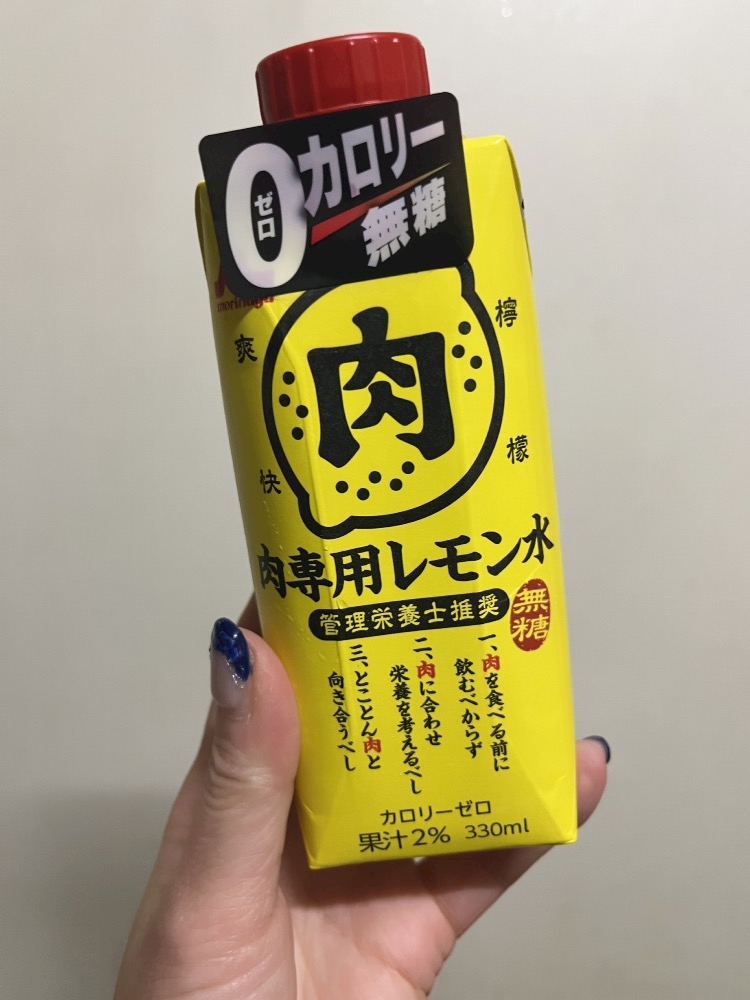 0カロリー
ゼロ
無糖
morinaga
爽快
檸檬
肉
肉専用レモン水
管理栄養士推奨
無糖
一、肉を食べる前に
飲むべからず
二、肉に合わせ
栄養を考えるべし
三、とことん肉と
向き合うべし
カロリーゼロ
果汁2% 330ml